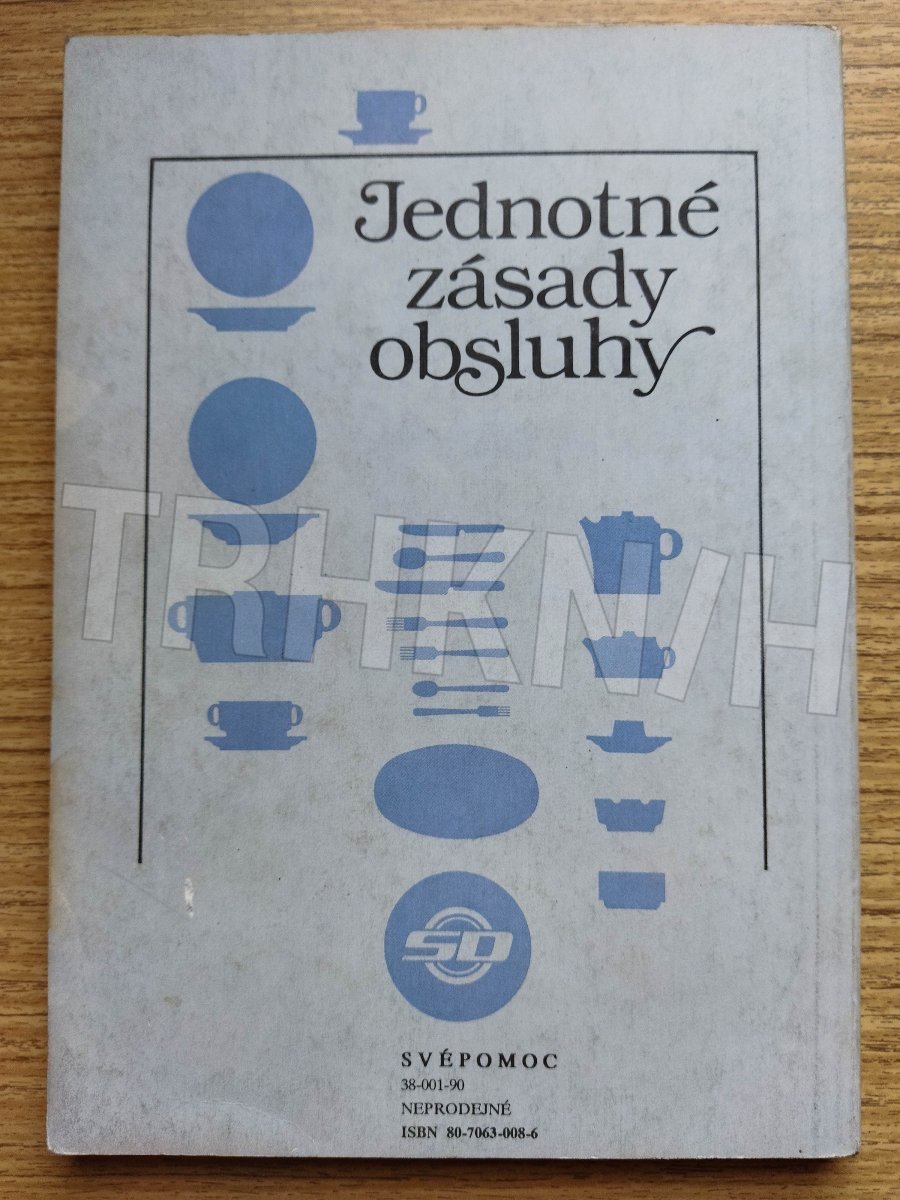 Jednotné
zásady
obsluhy
TRHKNIH
SD
SVÉPOMOC
38-001-90
NEPRODEJNÉ
ISBN 80-7063-008-6